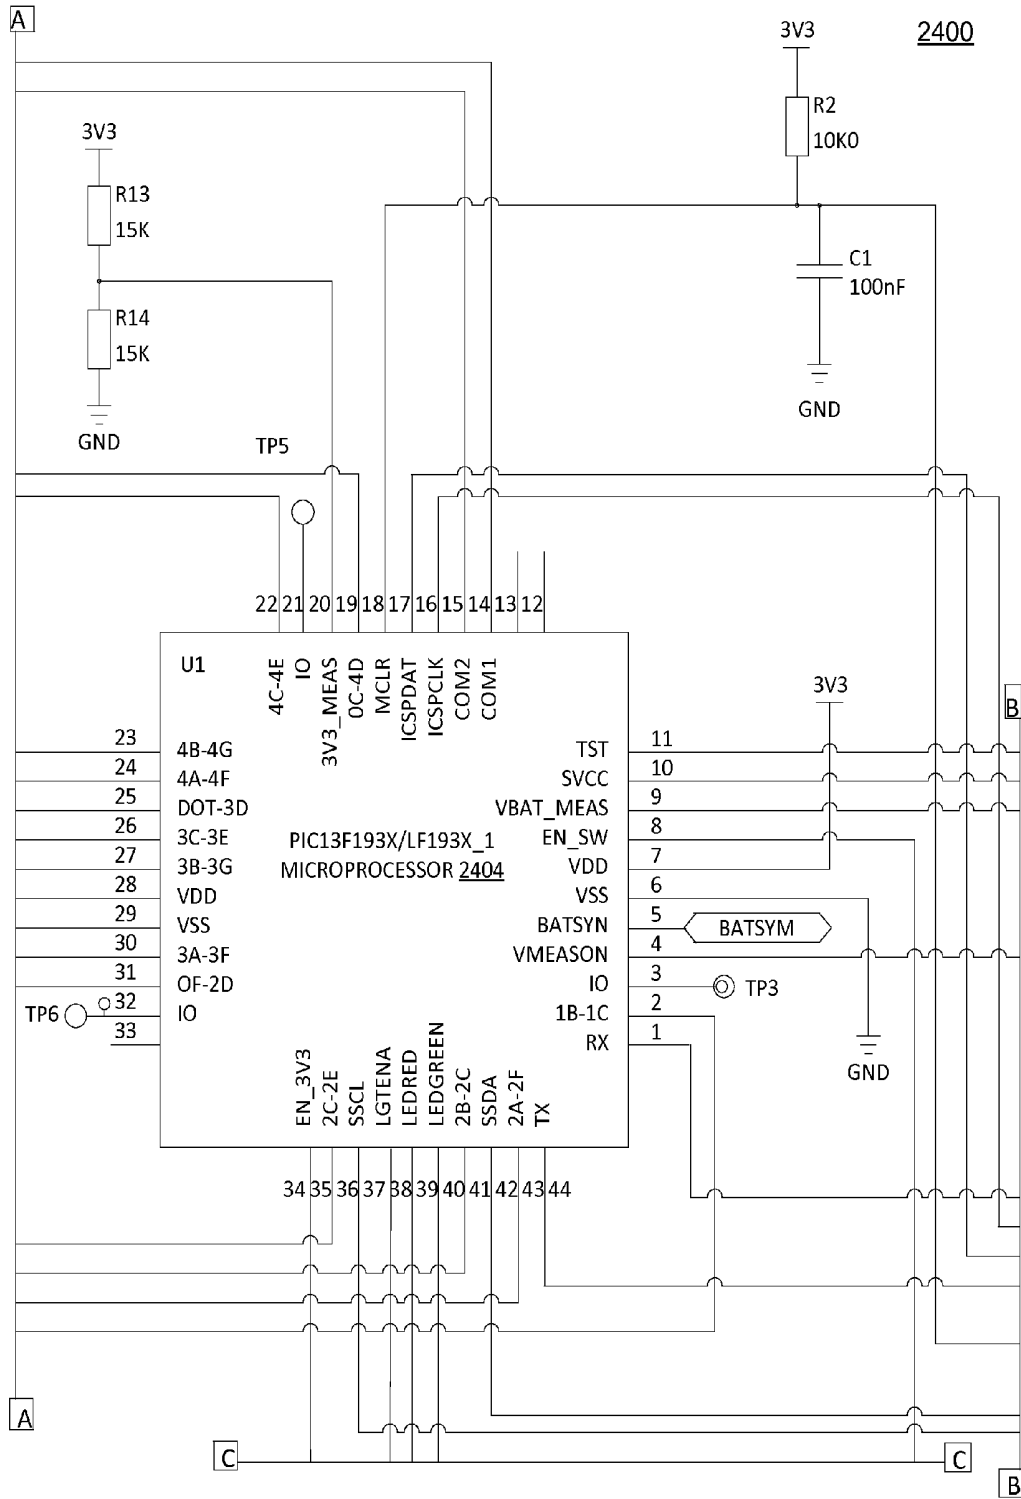 A
2400
3V3
R2
10K0
3V3
R13
15K
C1
100nF
R14
15K
GND
GND
TP5
22 21 20 19 18 17 16 15 14 13 12
U1
4C-4E
IO
3V3_MEAS
0C-4D
MCLR
ICSPDAT
ICSPCLK
COM2
COM1
3V3
B
23 4B-4G
24 4A-4F
25 DOT-3D
26 3C-3E
27 3B-3G
28 VDD
29 VSS
30 3A-3F
31 OF-2D
TP6 32 IO
33
PIC13F193X/LF193X_1
MICROPROCESSOR 2404
TST 11
SVCC 10
VBAT_MEAS 9
EN_SW 8
VDD 7
VSS 6
BATSYN 5 BATSYM
VMEASON 4
IO 3 TP3
1B-1C 2
RX 1
GND
EN_3V3
2C-2E
SSCL
LGTENA
LEDRED
LEDGREEN
2B-2C
SSDA
2A-2F
TX
34 35 36 37 38 39 40 41 42 43 44
A
C
C
B